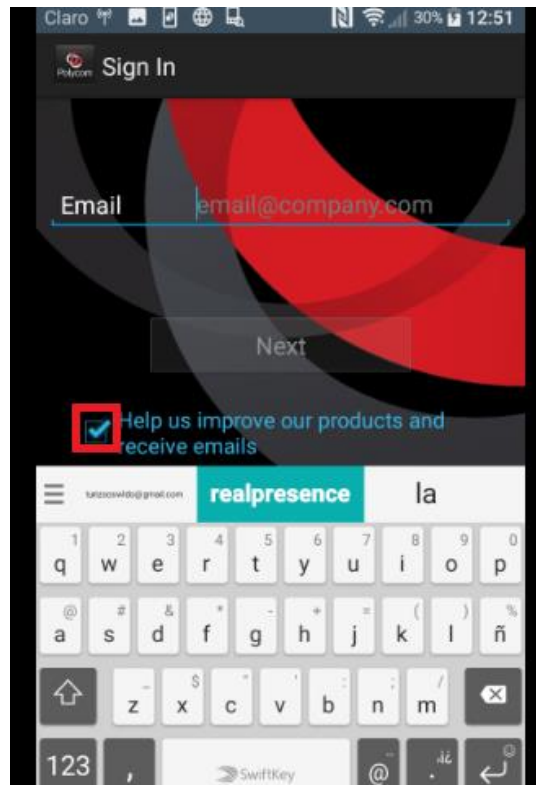 Claro 30% 12:51
Polycom Sign In
Email email@company.com
Next
Help us improve our products and
receive emails
realpresence la
1 2 3 4 5 6 7 8 9 0
q w e r t y u i o p
@ # & * - + = ( ) %
a s d f g h j k l ñ
_ $ " ' : ; /
z x c v b n m
123 , SwiftKey @ . ,¡¿